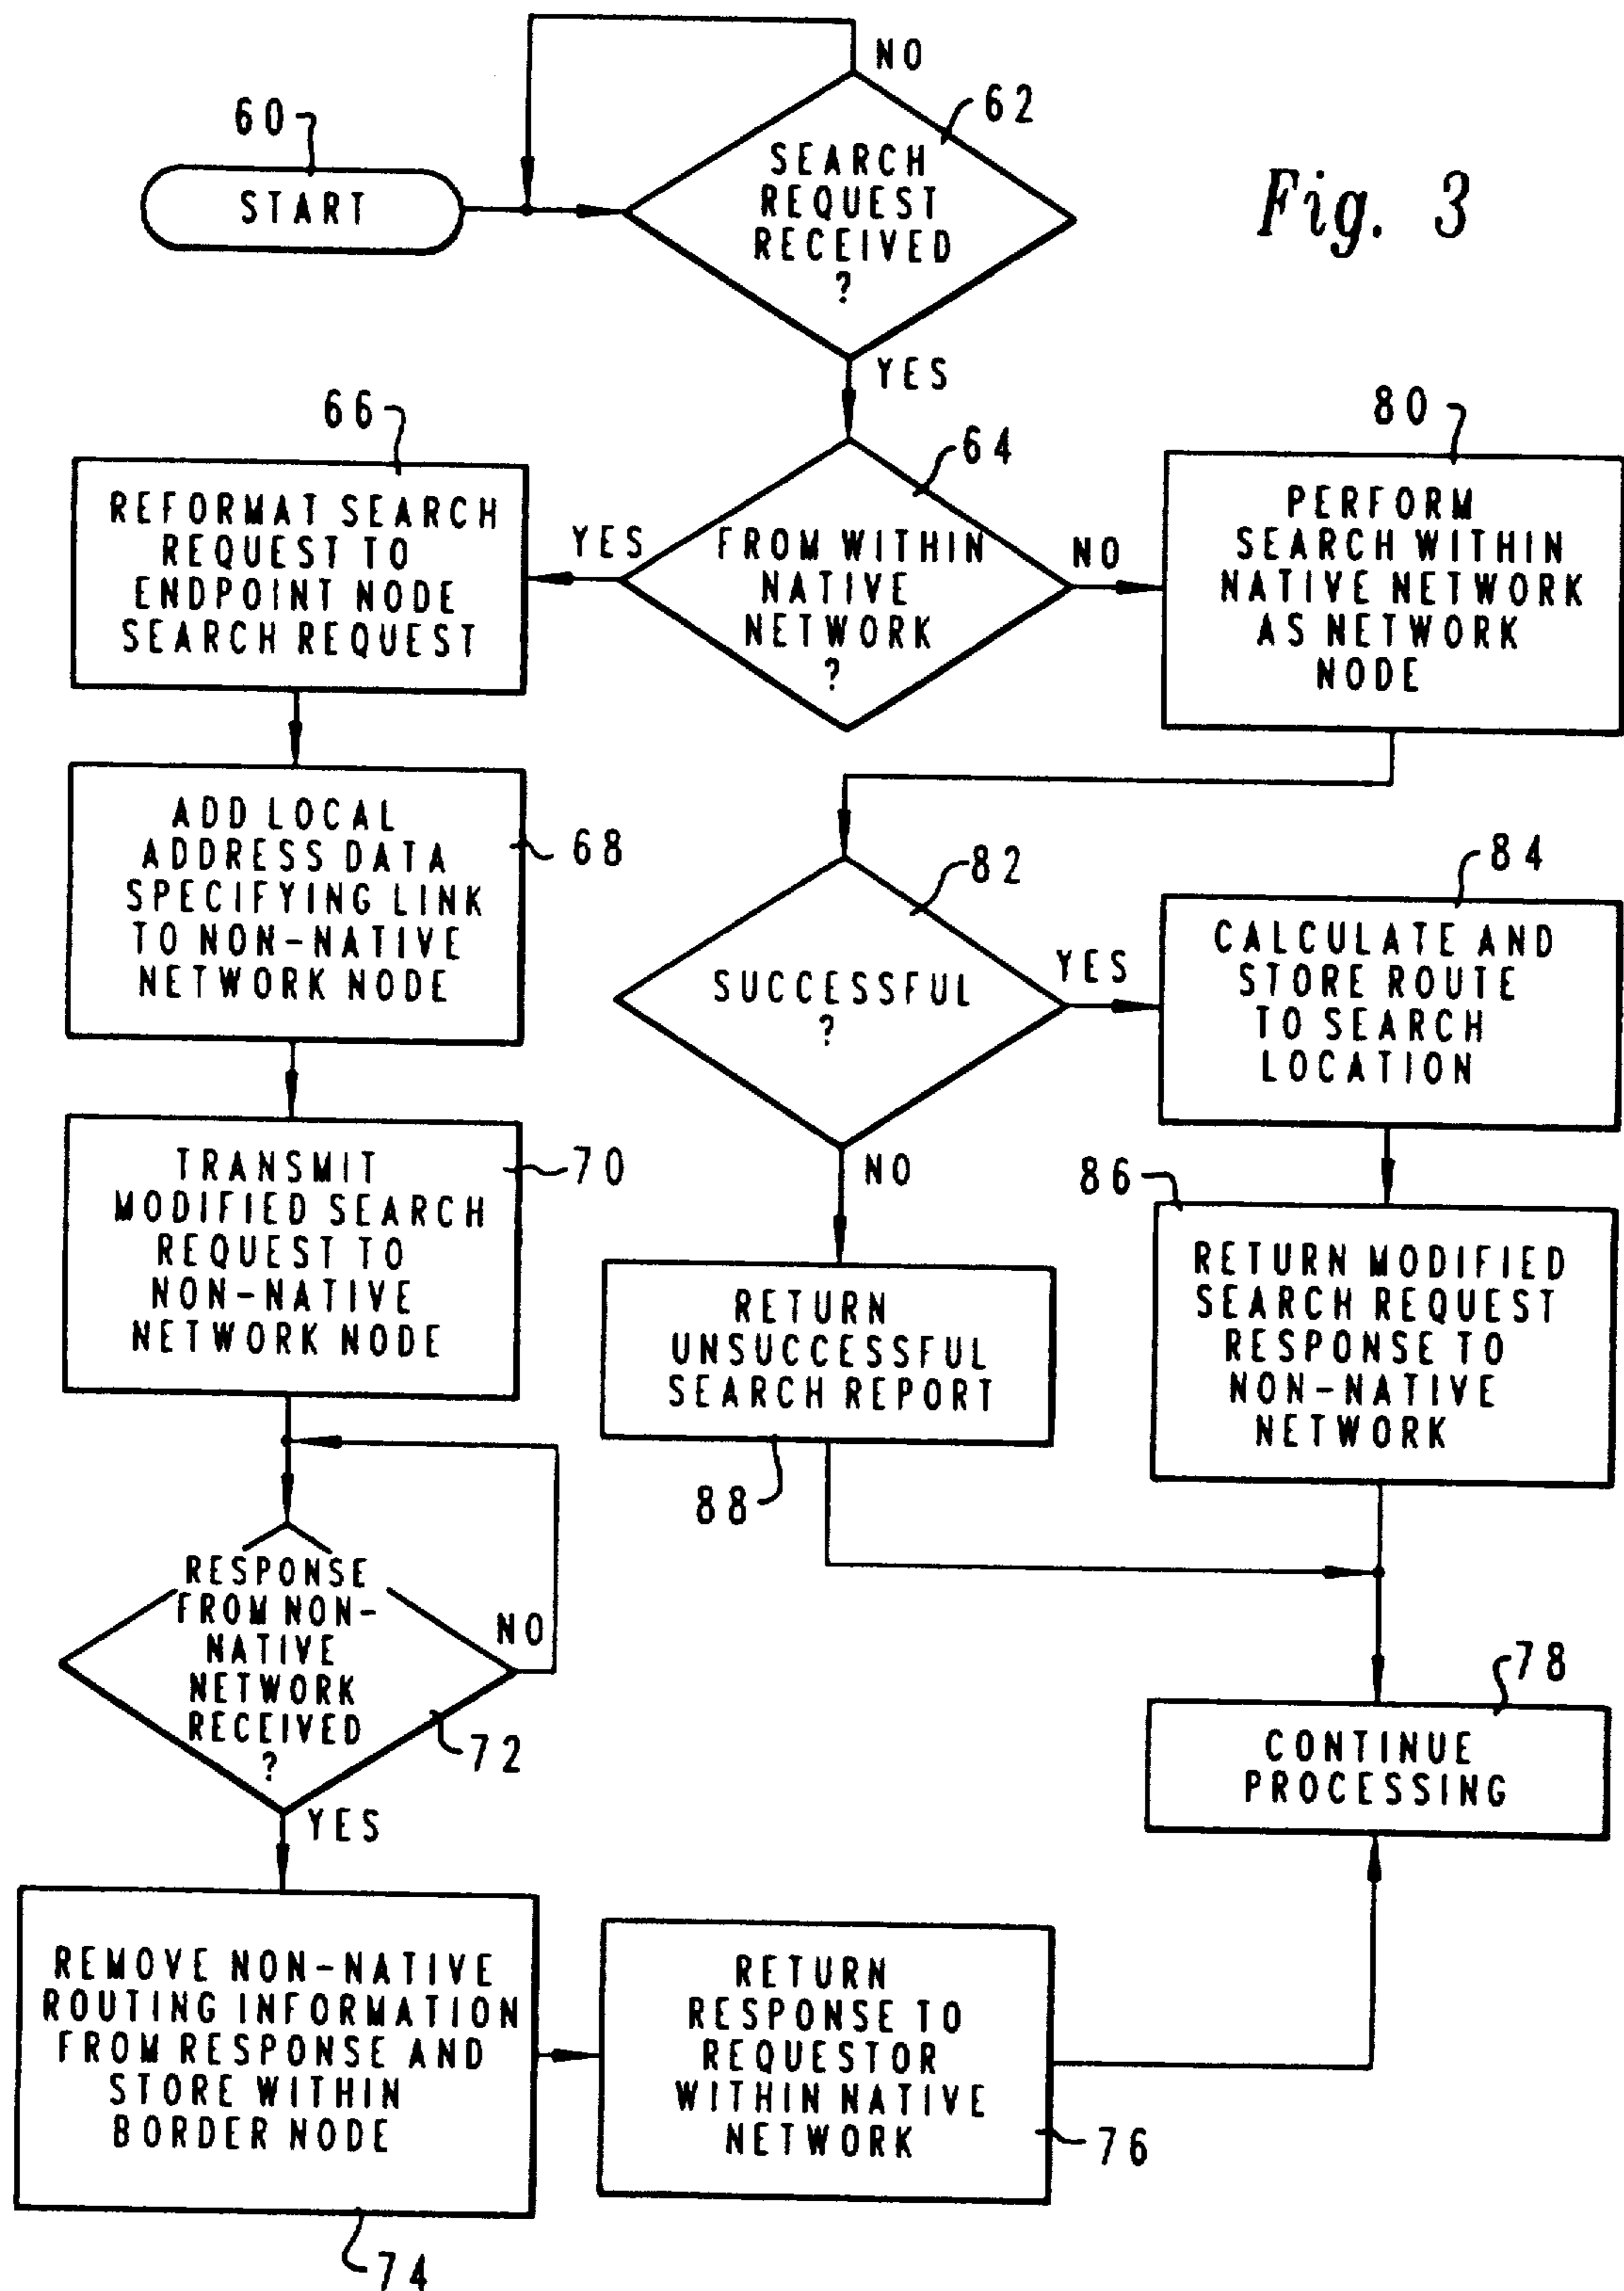 NO
60
62
START
SEARCH
REQUEST
RECEIVED
?
Fig. 3
YES
66
64
80
REFORMAT SEARCH
REQUEST TO
ENDPOINT NODE
SEARCH REQUEST
YES
FROM WITHIN
NATIVE
NETWORK
?
NO
PERFORM
SEARCH WITHIN
NATIVE NETWORK
AS NETWORK
NODE
ADD LOCAL
ADDRESS DATA
SPECIFYING LINK
TO NON-NATIVE
NETWORK NODE
68
82
84
SUCCESSFUL
?
YES
CALCULATE AND
STORE ROUTE
TO SEARCH
LOCATION
TRANSMIT
MODIFIED SEARCH
REQUEST TO
NON-NATIVE
NETWORK NODE
70
NO
86
RETURN
UNSUCCESSFUL
SEARCH REPORT
88
RETURN MODIFIED
SEARCH REQUEST
RESPONSE TO
NON-NATIVE
NETWORK
RESPONSE
FROM NON-
NATIVE
NETWORK
RECEIVED
?
NO
72
78
CONTINUE
PROCESSING
YES
REMOVE NON-NATIVE
ROUTING INFORMATION
FROM RESPONSE AND
STORE WITHIN
BORDER NODE
74
RETURN
RESPONSE TO
REQUESTOR
WITHIN NATIVE
NETWORK
76